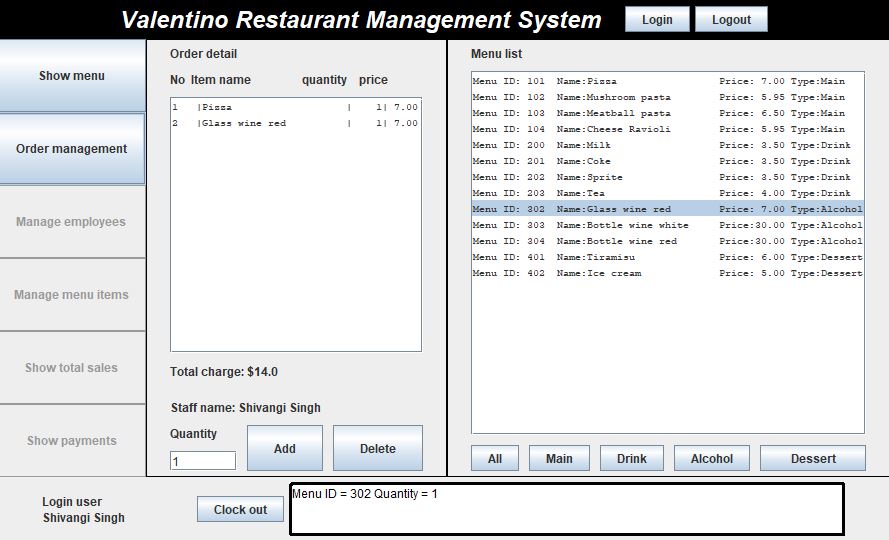 Valentino Restaurant Management System
Login
Logout
Show menu
Order management
Manage employees
Manage menu items
Show total sales
Show payments
Order detail
No Item name quantity price
1 |Pizza | 1| 7.00
2 |Glass wine red | 1| 7.00
Total charge: $14.0
Staff name: Shivangi Singh
Quantity
1
Add
Delete
Menu list
Menu ID: 101 Name:Pizza Price: 7.00 Type:Main
Menu ID: 102 Name:Mushroom pasta Price: 5.95 Type:Main
Menu ID: 103 Name:Meatball pasta Price: 6.50 Type:Main
Menu ID: 104 Name:Cheese Ravioli Price: 5.95 Type:Main
Menu ID: 200 Name:Milk Price: 3.50 Type:Drink
Menu ID: 201 Name:Coke Price: 3.50 Type:Drink
Menu ID: 202 Name:Sprite Price: 3.50 Type:Drink
Menu ID: 203 Name:Tea Price: 4.00 Type:Drink
Menu ID: 302 Name:Glass wine red Price: 7.00 Type:Alcohol
Menu ID: 303 Name:Bottle wine white Price:30.00 Type:Alcohol
Menu ID: 304 Name:Bottle wine red Price:30.00 Type:Alcohol
Menu ID: 401 Name:Tiramisu Price: 6.00 Type:Dessert
Menu ID: 402 Name:Ice cream Price: 5.00 Type:Dessert
All
Main
Drink
Alcohol
Dessert
Login user
Shivangi Singh
Clock out
Menu ID = 302 Quantity = 1